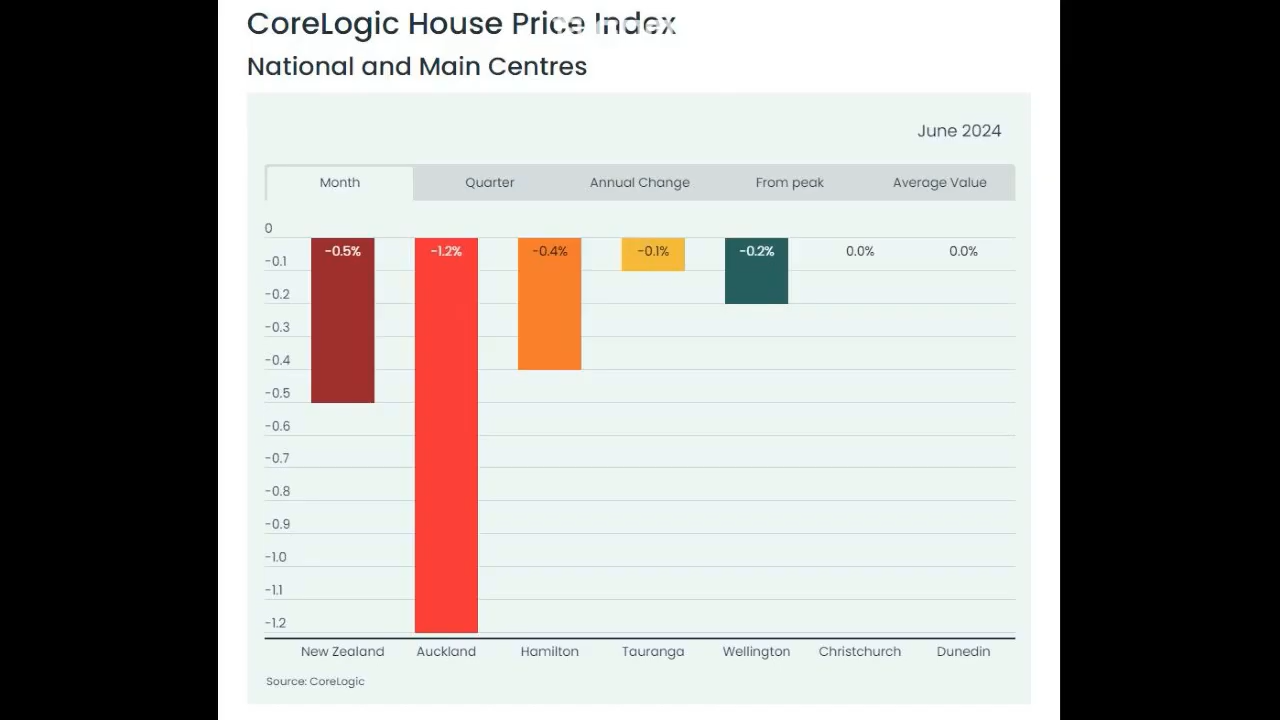 CoreLogic House Price Index
National and Main Centres
June 2024
Month Quarter Annual Change From peak Average Value
0
-0.5% -1.2% -0.4% -0.1% -0.2% 0.0% 0.0%
-0.1
-0.2
-0.3
-0.4
-0.5
-0.6
-0.7
-0.8
-0.9
-1.0
-1.1
-1.2
New Zealand Auckland Hamilton Tauranga Wellington Christchurch Dunedin
Source: CoreLogic